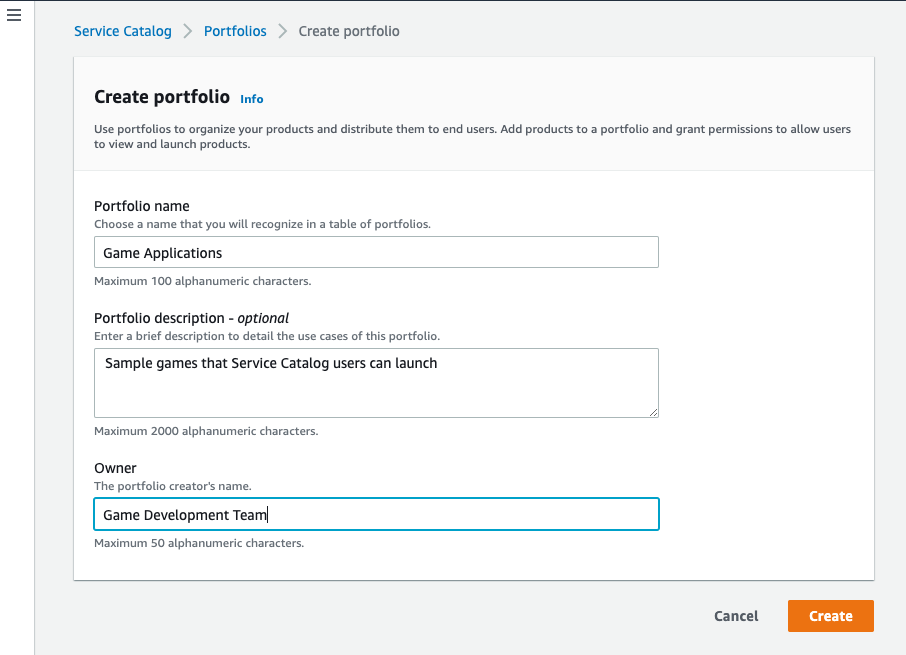 Service Catalog > Portfolios > Create portfolio
Create portfolio Info
Use portfolios to organize your products and distribute them to end users. Add products to a portfolio and grant permissions to allow users
to view and launch products.
Portfolio name
Choose a name that you will recognize in a table of portfolios.
Game Applications
Maximum 100 alphanumeric characters.
Portfolio description - optional
Enter a brief description to detail the use cases of this portfolio.
Sample games that Service Catalog users can launch
Maximum 2000 alphanumeric characters.
Owner
The portfolio creator's name.
Game Development Team
Maximum 50 alphanumeric characters.
Cancel Create